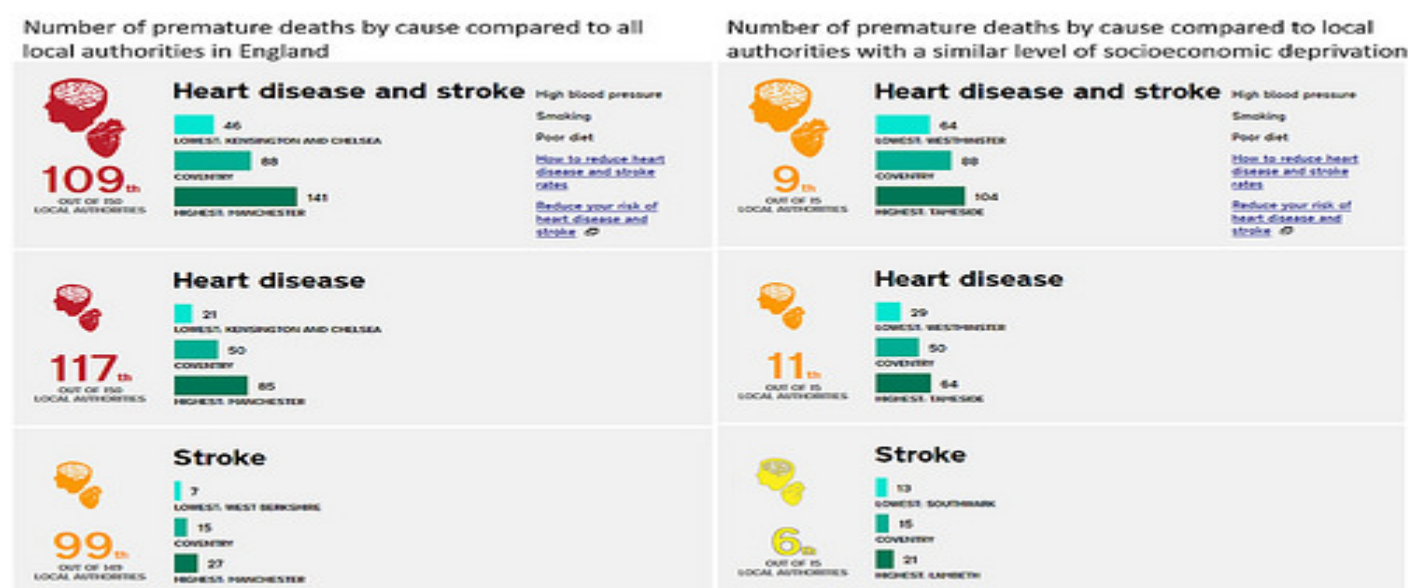 Number of premature deaths by cause compared to all
local authorities in England
Heart disease and stroke
109th
OUT OF 150
LOCAL AUTHORITIES
46
LOWEST: KENSINGTON AND CHELSEA
88
COVENTRY
141
HIGHEST: MANCHESTER
High blood pressure
Smoking
Poor diet
How to reduce heart
disease and stroke
rates
Reduce your risk of
heart disease and
stroke
Heart disease
117th
OUT OF 150
LOCAL AUTHORITIES
21
LOWEST: KENSINGTON AND CHELSEA
50
COVENTRY
85
HIGHEST: MANCHESTER
Stroke
99th
OUT OF 149
LOCAL AUTHORITIES
7
LOWEST: WEST BERKSHIRE
15
COVENTRY
27
HIGHEST: MANCHESTER
Number of premature deaths by cause compared to local
authorities with a similar level of socioeconomic deprivation
Heart disease and stroke
9th
OUT OF 15
LOCAL AUTHORITIES
64
LOWEST: WESTMINSTER
88
COVENTRY
104
HIGHEST: TAMESIDE
High blood pressure
Smoking
Poor diet
How to reduce heart
disease and stroke
rates
Reduce your risk of
heart disease and
stroke
Heart disease
11th
OUT OF 15
LOCAL AUTHORITIES
29
LOWEST: WESTMINSTER
50
COVENTRY
64
HIGHEST: TAMESIDE
Stroke
6th
OUT OF 15
LOCAL AUTHORITIES
13
LOWEST: SOUTHWARK
15
COVENTRY
21
HIGHEST: LAMBETH